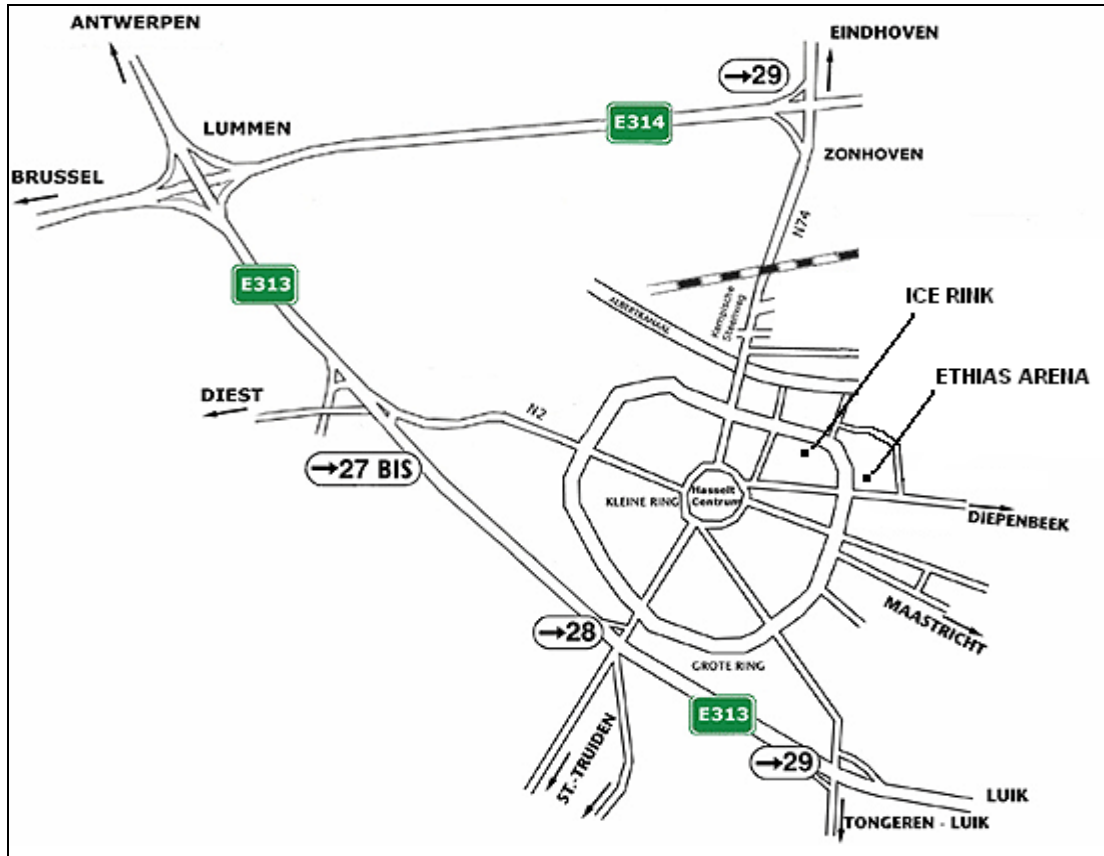 ANTWERPEN
EINDHOVEN
→29
E314
LUMMEN
ZONHOVEN
BRUSSEL
N74
E313
ICE RINK
ALBERTKANAAL
Kempische
Steenweg
ETHIAS ARENA
DIEST
N2
→27 BIS
Hasselt
Centrum
KLEINE RING
DIEPENBEEK
MAASTRICHT
→28
GROTE RING
E313
ST.-TRUIDEN
→29
LUIK
TONGEREN - LUIK